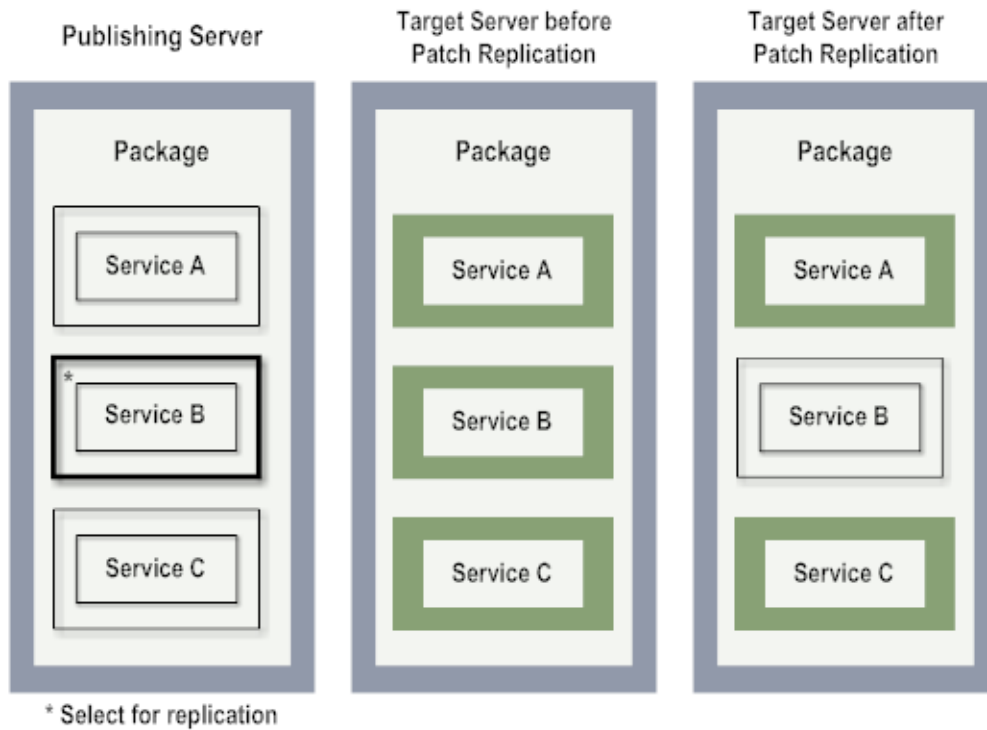 Publishing Server
Target Server before
Patch Replication
Target Server after
Patch Replication
Package
Service A
*
Service B
Service C
Package
Service A
Service B
Service C
Package
Service A
Service B
Service C
* Select for replication